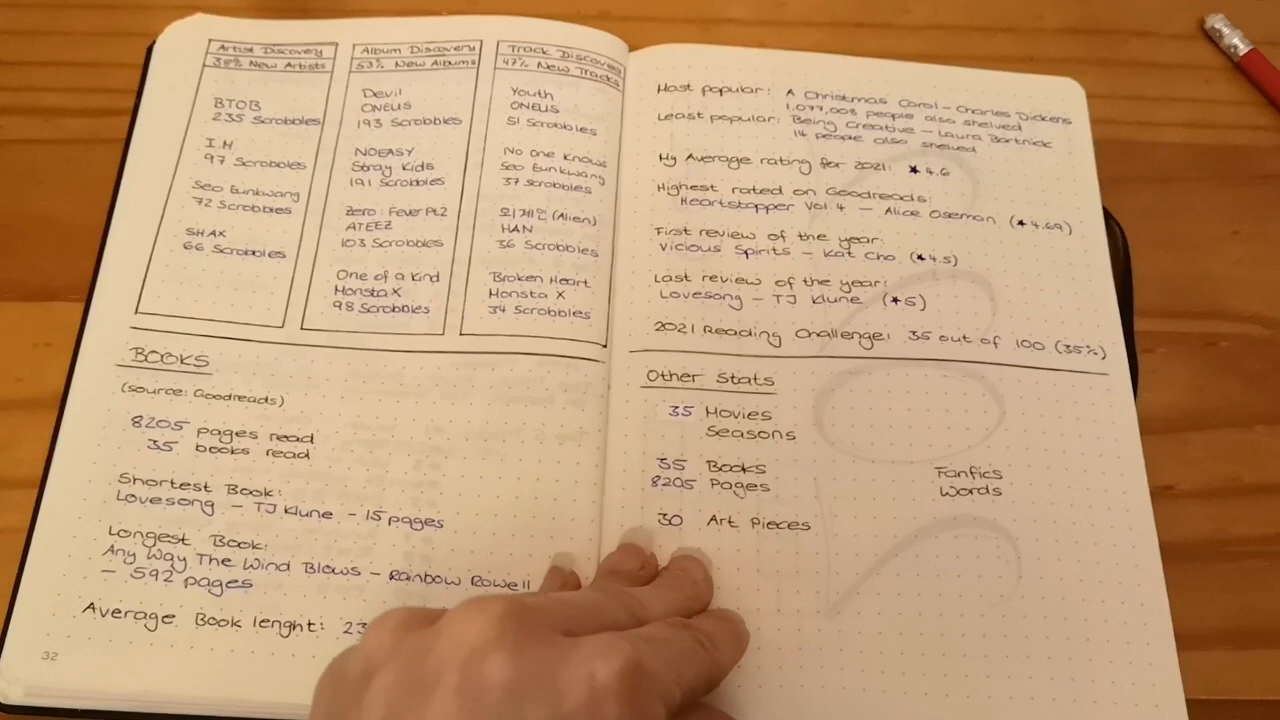 Artist Discovery
38% New Artists
BTOB
235 Scrobbles
I.M
97 Scrobbles
Seo Eunkwang
72 Scrobbles
SHAX
66 Scrobbles
Album Discovery
53% New Albums
Devil
ONEUS
193 Scrobbles
NOEASY
Stray Kids
191 Scrobbles
Zero: Fever Pt2
ATEEZ
103 Scrobbles
One of a Kind
Monsta X
98 Scrobbles
Track Discovery
47% New Tracks
Youth
ONEUS
51 Scrobbles
No One Knows
Seo Eunkwang
37 Scrobbles
외계인 (Alien)
HAN
36 Scrobbles
Broken Heart
Monsta X
34 Scrobbles
BOOKS
(source: Goodreads)
8205 pages read
35 books read
Shortest Book:
Lovesong - TJ Klune - 15 pages
Longest Book:
Any Way The Wind Blows - Rainbow Rowell
- 592 pages
Average Book lenght: 23
32
Most popular: A Christmas Carol - Charles Dickens
1,077,008 people also shelved
Least popular: Being Creative - Laura Bartnick
14 people also shelved
My Average rating for 2021: ★ 4.6
Highest rated on Goodreads:
Heartstopper Vol. 4 - Alice Oseman (★4.69)
First review of the year:
Vicious Spirits - Kat Cho (★4.5)
Last review of the year:
Lovesong - TJ Klune (★5)
2021 Reading Challenge: 35 out of 100 (35%)
Other Stats
35 Movies
Seasons
35 Books
8205 Pages
30 Art Pieces
Fanfics
Words